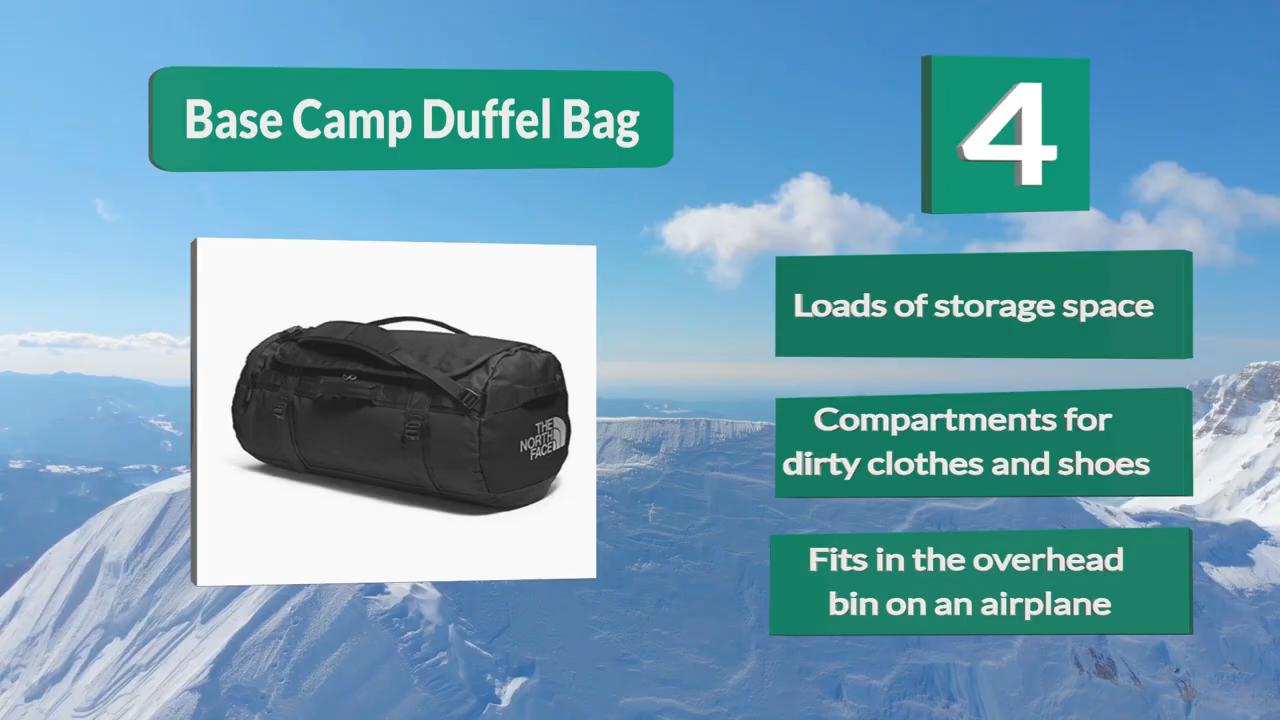 Base Camp Duffel Bag
4
THE
NORTH
FACE
Loads of storage space
Compartments for
dirty clothes and shoes
Fits in the overhead
bin on an airplane